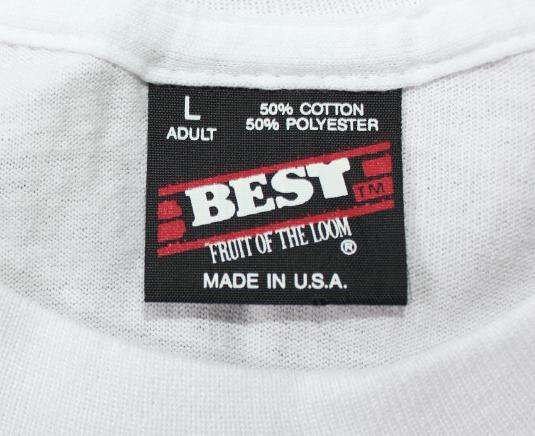 L
ADULT
50% COTTON
50% POLYESTER
BEST TM
FRUIT OF THE LOOM ®
MADE IN U.S.A.